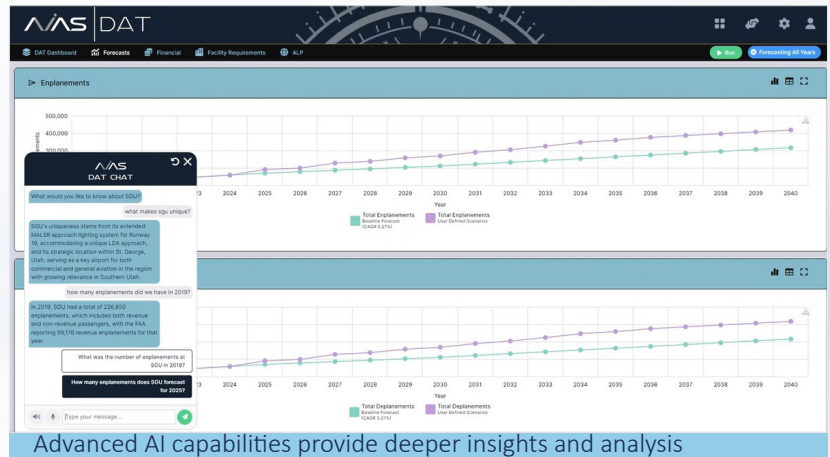 AIAS DAT
DAT Dashboard Forecasts Financial Facility Requirements ALP
Run Forecasting All Years
Enplanements
500,000
400,000
300,000
2024 2025 2026 2027 2028 2029 2030 2031 2032 2033 2034 2035 2036 2037 2038 2039 2040
Year
Total Enplanements
Baseline Forecast
(CAGR 5.27%)
Total Enplanements
User Defined Scenarios
DAT CHAT
What would you like to know about SGU?
what makes sgu unique?
SGU's uniqueness stems from its extended
MALSR approach lighting system for Runway
19, accommodating a unique LDA approach,
and its strategic location within St. George,
Utah, serving as a key airport for both
commercial and general aviation in the region
with growing relevance in Southern Utah.
how many enplanements did we have in 2019?
In 2019, SGU had a total of 226,850
enplanements, which includes both revenue
and non-revenue passengers, with the FAA
reporting 99,176 revenue enplanements for that
year.
What was the number of enplanements at
SGU in 2018?
How many enplanements does SGU forecast
for 2025?
Type your message...
2024 2025 2026 2027 2028 2029 2030 2031 2032 2033 2034 2035 2036 2037 2038 2039 2040
Year
Total Deplanements
Baseline Forecast
(CAGR 5.27%)
Total Deplanements
User Defined Scenarios
Advanced AI capabilities provide deeper insights and analysis